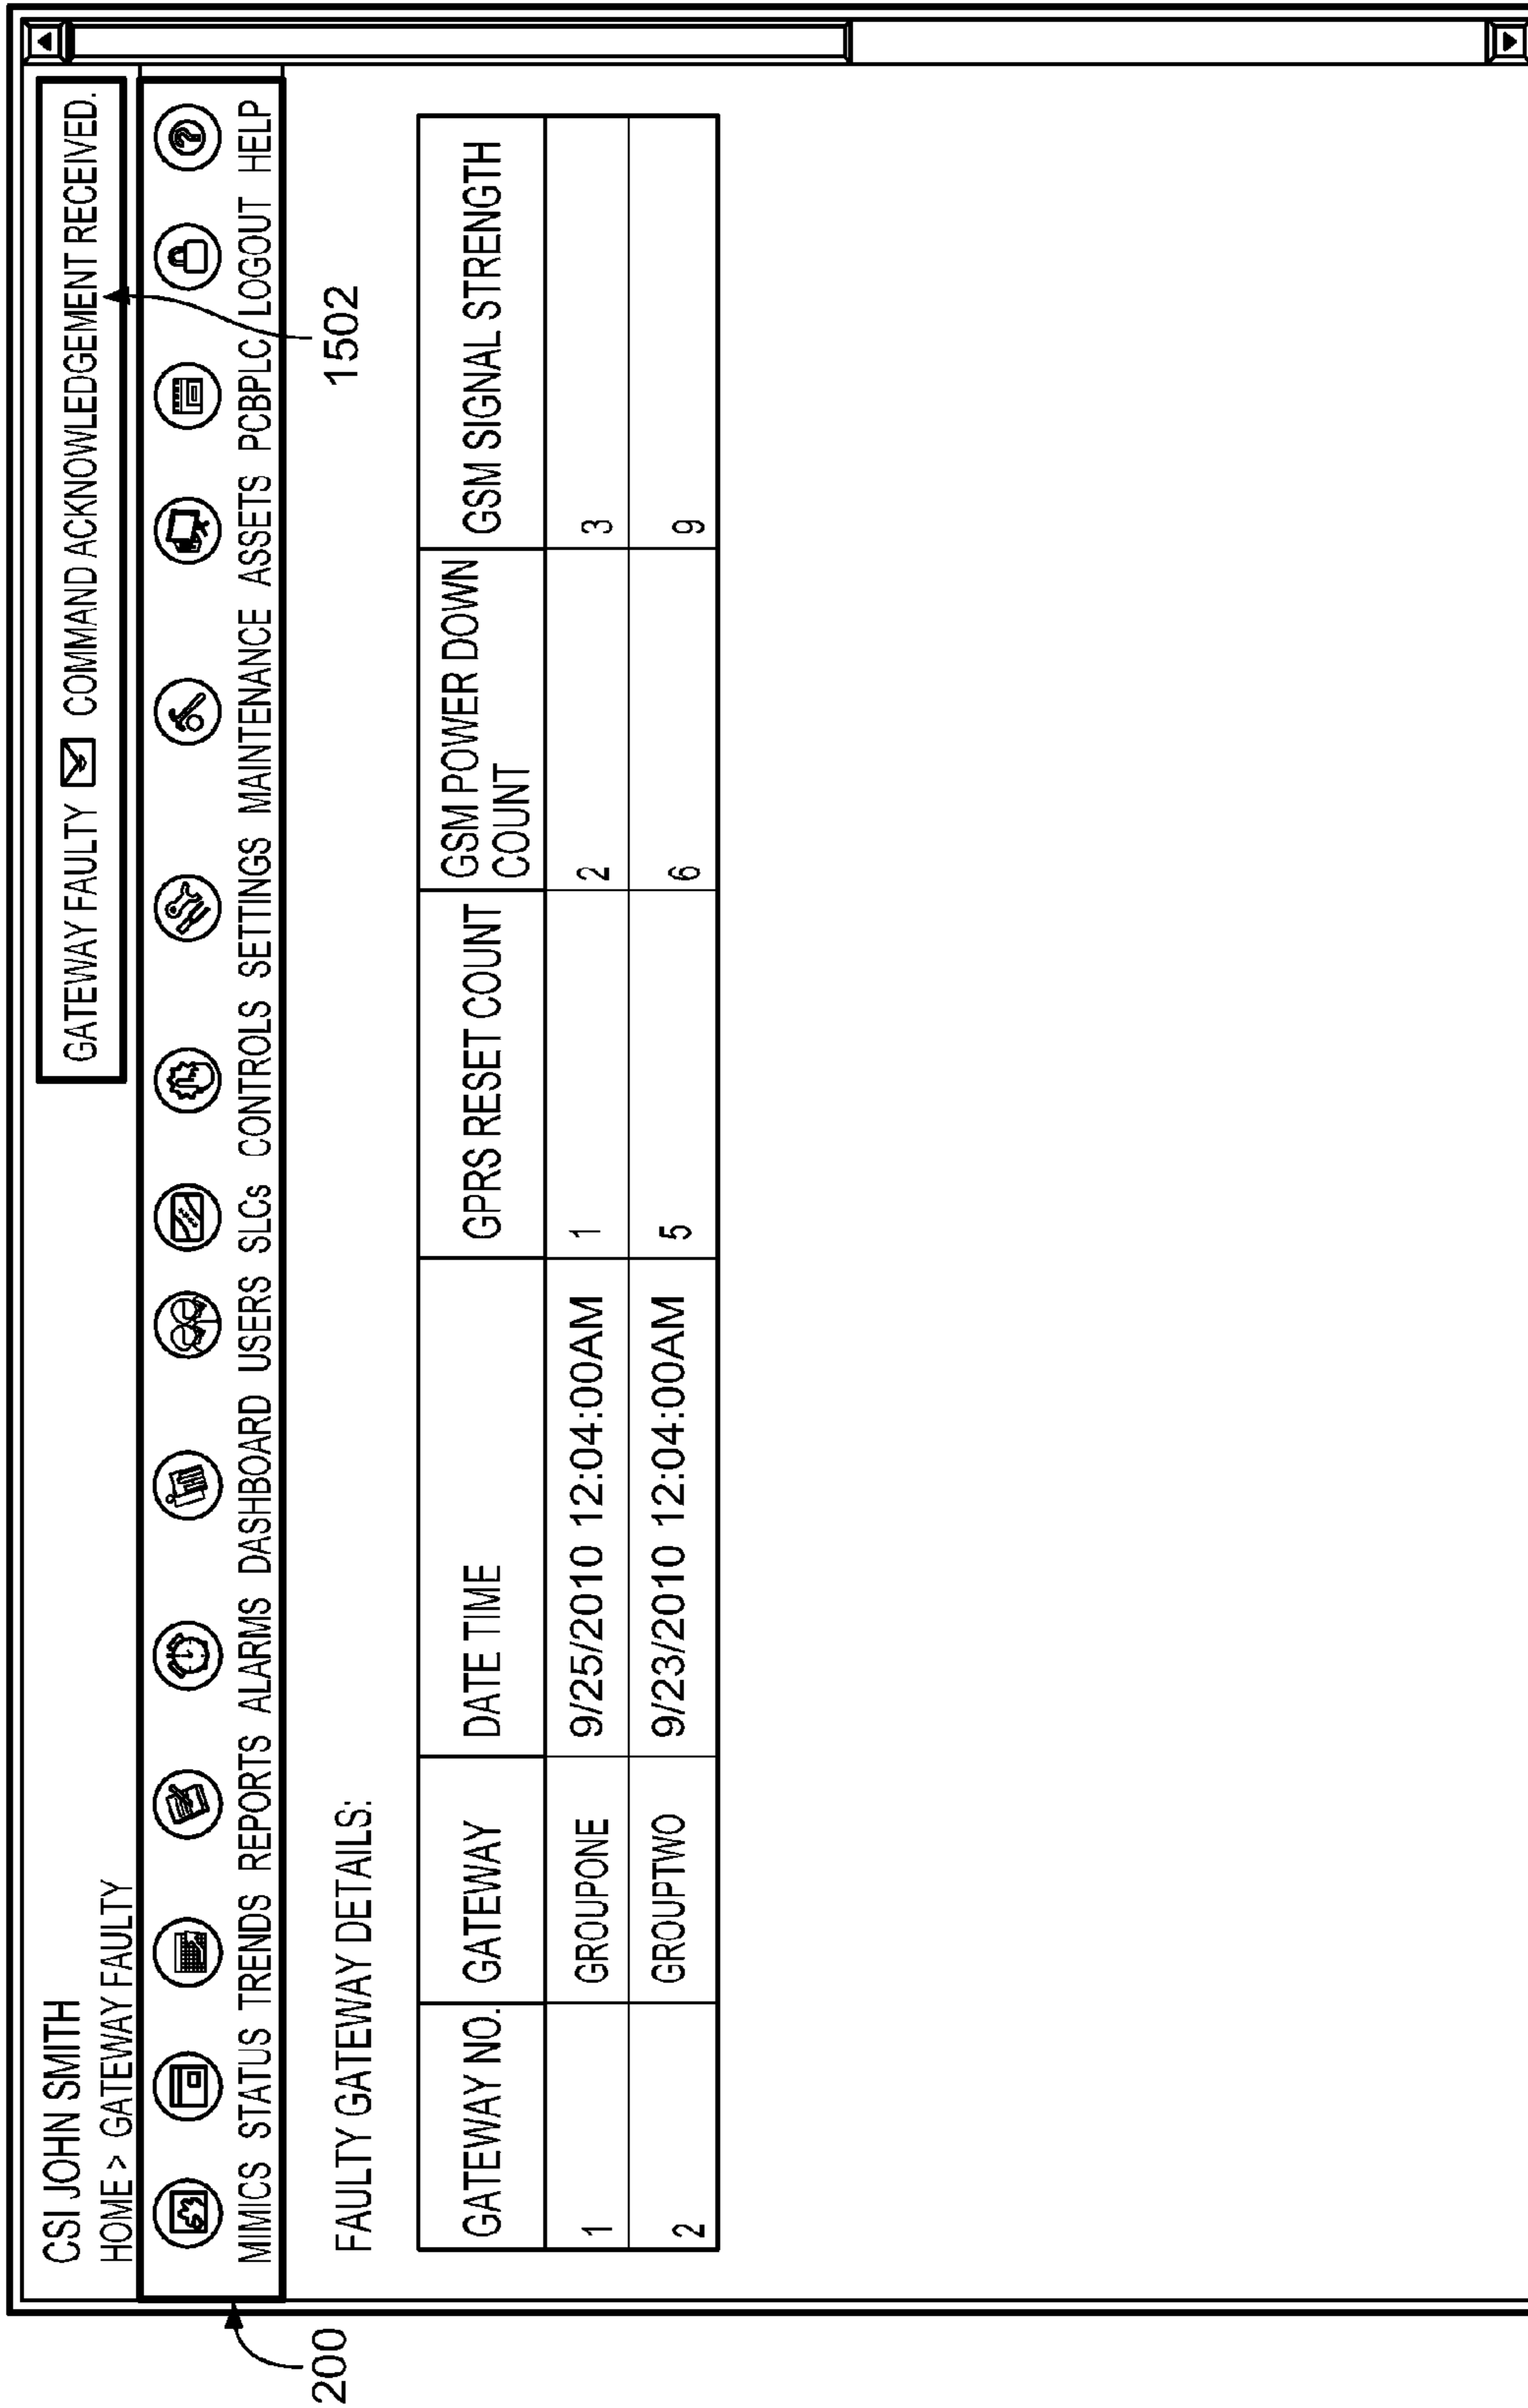 CSI JOHN SMITH
GATEWAY FAULTY COMMAND ACKNOWLEDGEMENT RECEIVED.
HOME > GATEWAY FAULTY
MIMICS STATUS TRENDS REPORTS ALARMS DASHBOARD USERS SLCs CONTROLS SETTINGS MAINTENANCE ASSETS PCBPLC LOGOUT HELP
200
1502
FAULTY GATEWAY DETAILS:
GATEWAY NO. GATEWAY DATE TIME GPRS RESET COUNT GSM POWER DOWN COUNT GSM SIGNAL STRENGTH
1 GROUPONE 9/25/2010 12:04:00AM 1 2 3
2 GROUPTWO 9/23/2010 12:04:00AM 5 6 9